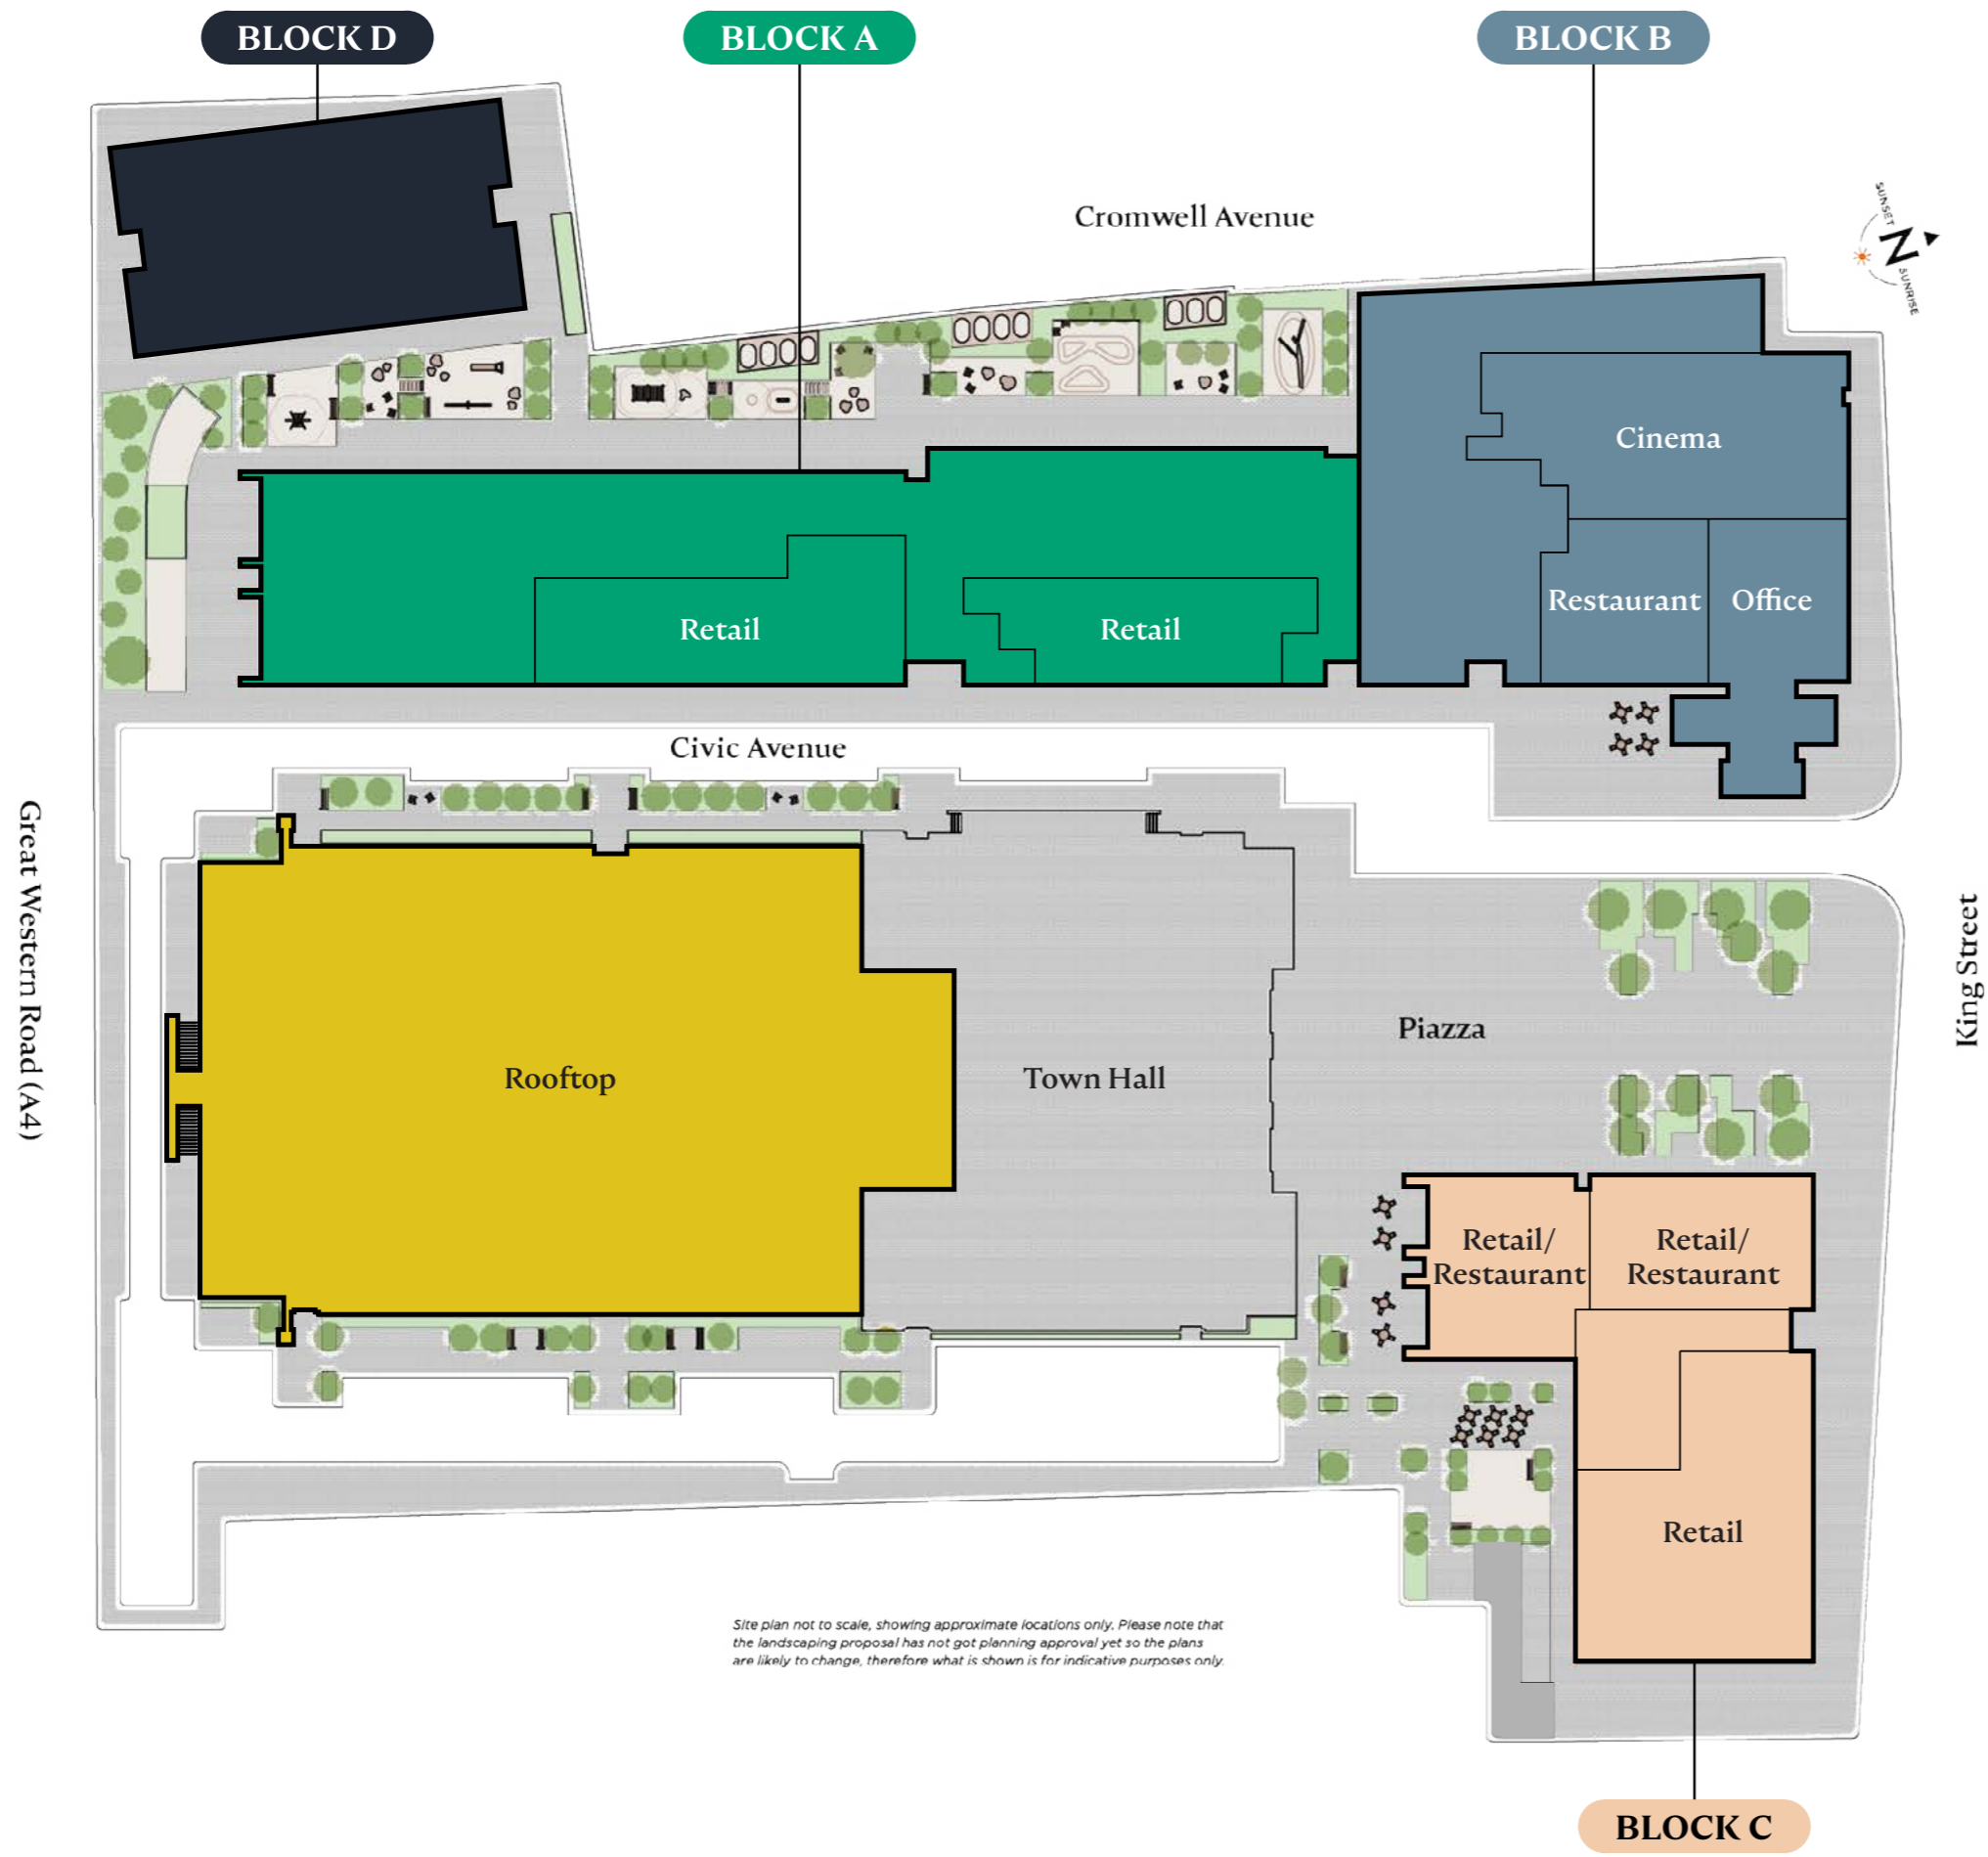 BLOCK D
BLOCK A
BLOCK B
SUNSET
N
SUNRISE
Cromwell Avenue
Cinema
Restaurant
Office
Retail
Retail
Civic Avenue
Great Western Road (A4)
King Street
Piazza
Rooftop
Town Hall
Retail/
Restaurant
Retail/
Restaurant
Retail
Site plan not to scale, showing approximate locations only. Please note that
the landscaping proposal has not got planning approval yet so the plans
are likely to change, therefore what is shown is for indicative purposes only.
BLOCK C